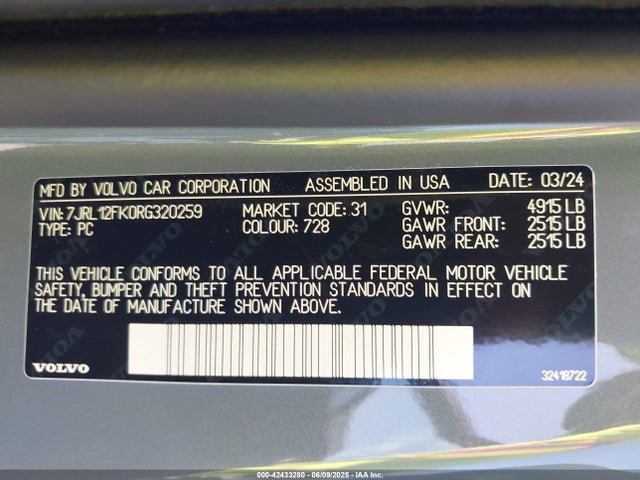 MFD BY VOLVO CAR CORPORATION ASSEMBLED IN USA DATE: 03/24
VIN: 7JRL12FK0RG320259 MARKET CODE: 31 GVWR: 4915 LB
TYPE: PC COLOUR: 728 GAWR FRONT: 2515 LB
GAWR REAR: 2515 LB
THIS VEHICLE CONFORMS TO ALL APPLICABLE FEDERAL MOTOR VEHICLE
SAFETY, BUMPER AND THEFT PREVENTION STANDARDS IN EFFECT ON
THE DATE OF MANUFACTURE SHOWN ABOVE.
VOLVO 32418722
000-42433280 - 06/09/2025 - IAA Inc.